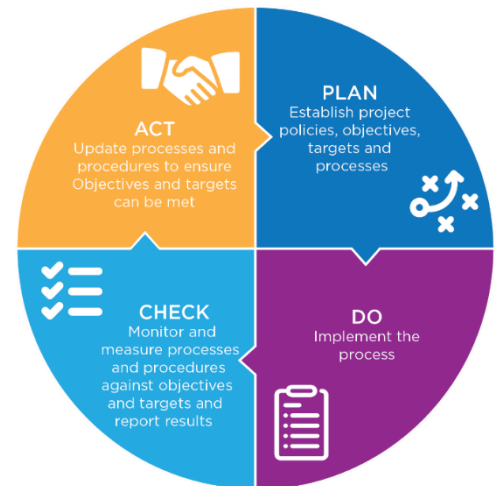 PLAN
Establish project
policies, objectives,
targets and
processes
DO
Implement the
process
CHECK
Monitor and
measure processes
and procedures
against objectives
and targets and
report results
ACT
Update processes and
procedures to ensure
Objectives and targets
can be met